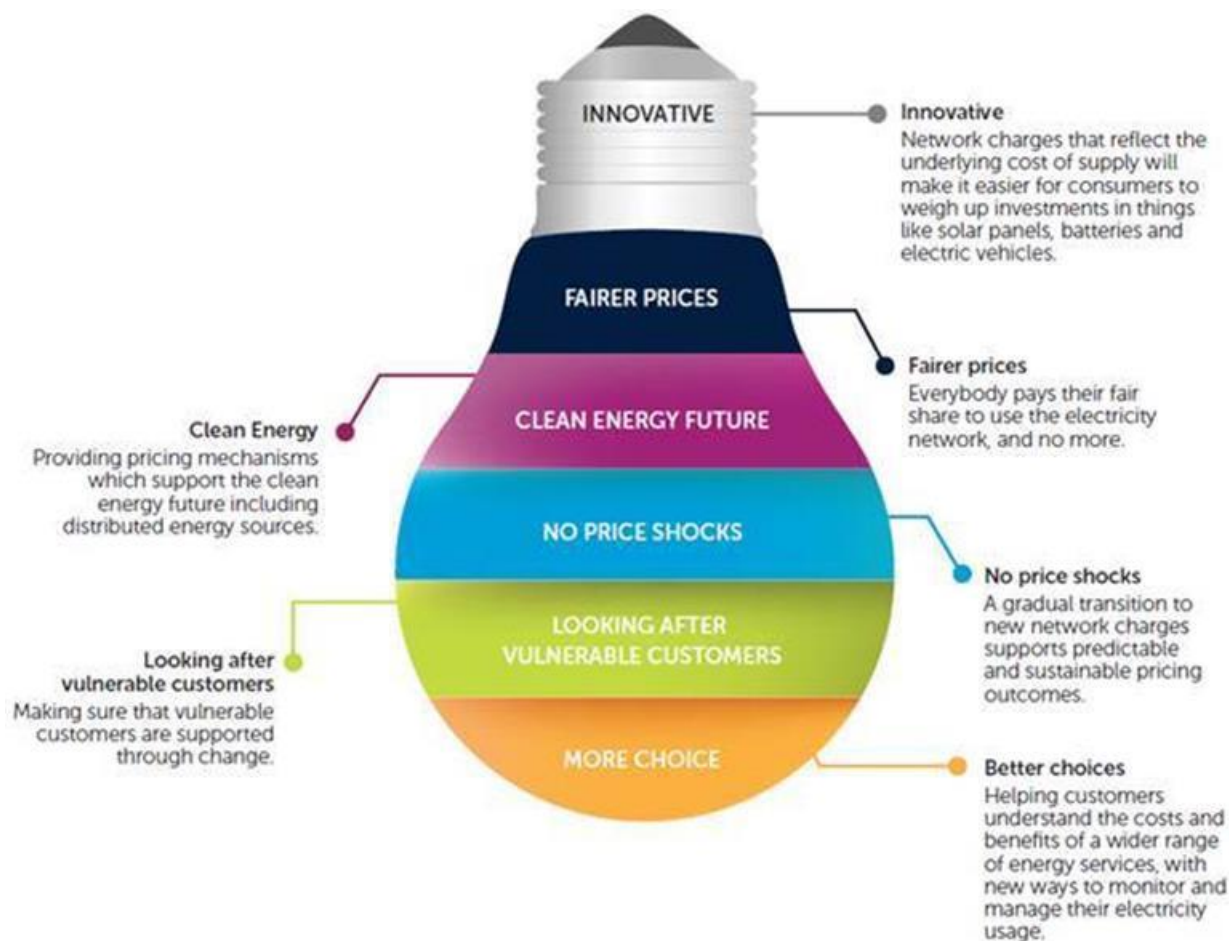 INNOVATIVE
Innovative
Network charges that reflect the
underlying cost of supply will
make it easier for consumers to
weigh up investments in things
like solar panels, batteries and
electric vehicles.
FAIRER PRICES
Fairer prices
Everybody pays their fair
share to use the electricity
network, and no more.
CLEAN ENERGY FUTURE
Clean Energy
Providing pricing mechanisms
which support the clean
energy future including
distributed energy sources.
NO PRICE SHOCKS
No price shocks
A gradual transition to
new network charges
supports predictable
and sustainable pricing
outcomes.
LOOKING AFTER
VULNERABLE CUSTOMERS
Looking after
vulnerable customers
Making sure that vulnerable
customers are supported
through change.
MORE CHOICE
Better choices
Helping customers
understand the costs and
benefits of a wider range
of energy services, with
new ways to monitor and
manage their electricity
usage.